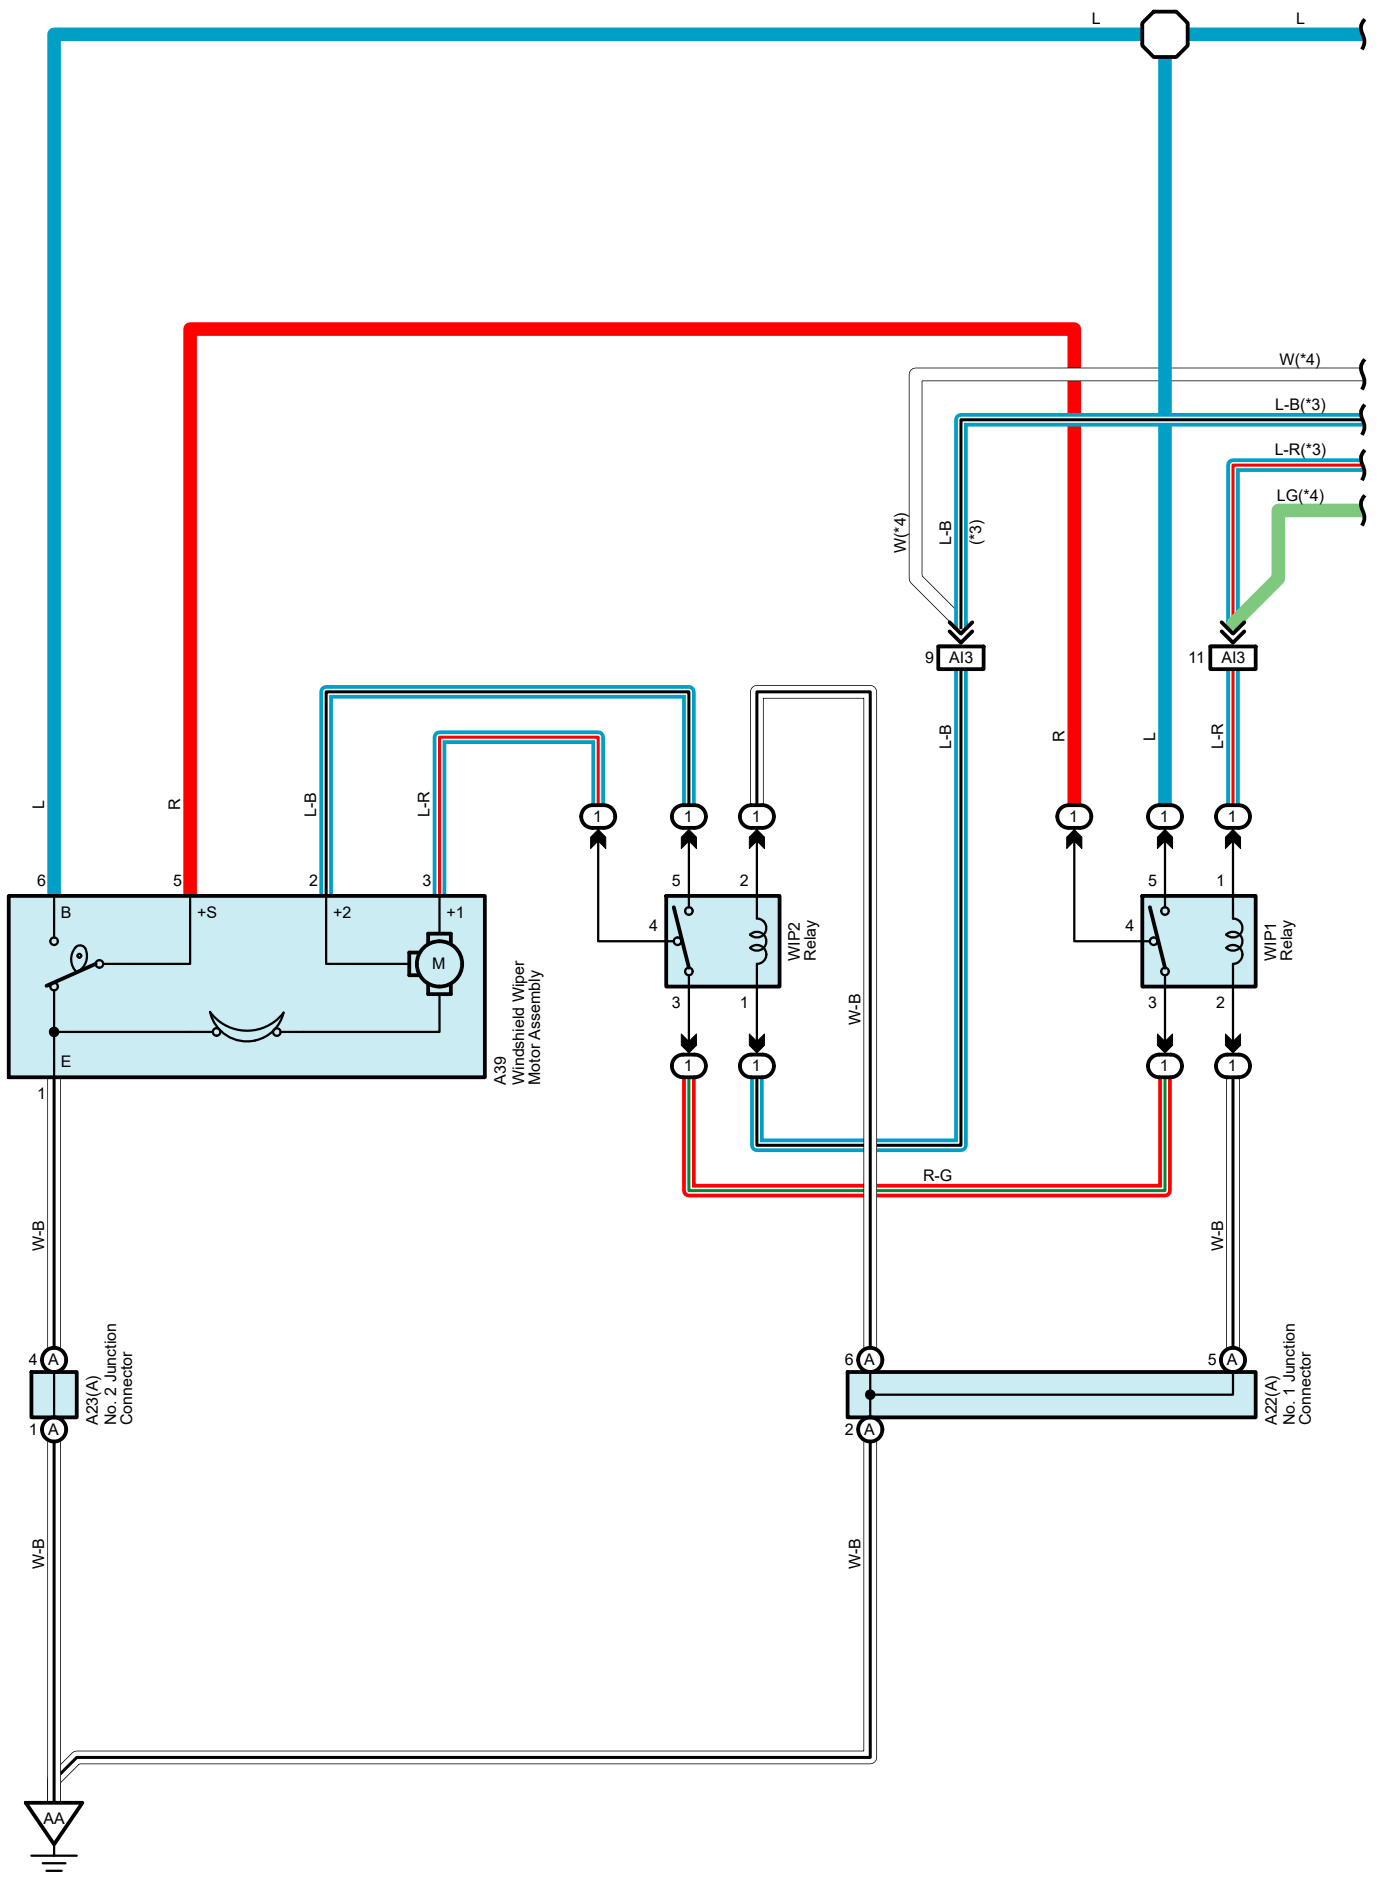 L
L
W(*4)
L-B(*3)
L-R(*3)
LG(*4)
W(*4)
L-B
(*3)
9
AI3
11
AI3
L-B
R
L
L-R
L
R
L-B
L-R
1
1
1
1
1
1
6
5
2
3
5
2
5
1
B
+S
+2
+1
4
4
M
WIP2
Relay
WIP1
Relay
3
1
3
2
W-B
E
A39
Windshield Wiper
Motor Assembly
1
1
1
1
1
R-G
W-B
W-B
4
A
6
A
5
A
A23(A)
No. 2 Junction
Connector
A22(A)
No. 1 Junction
Connector
1
A
2
A
W-B
W-B
AA